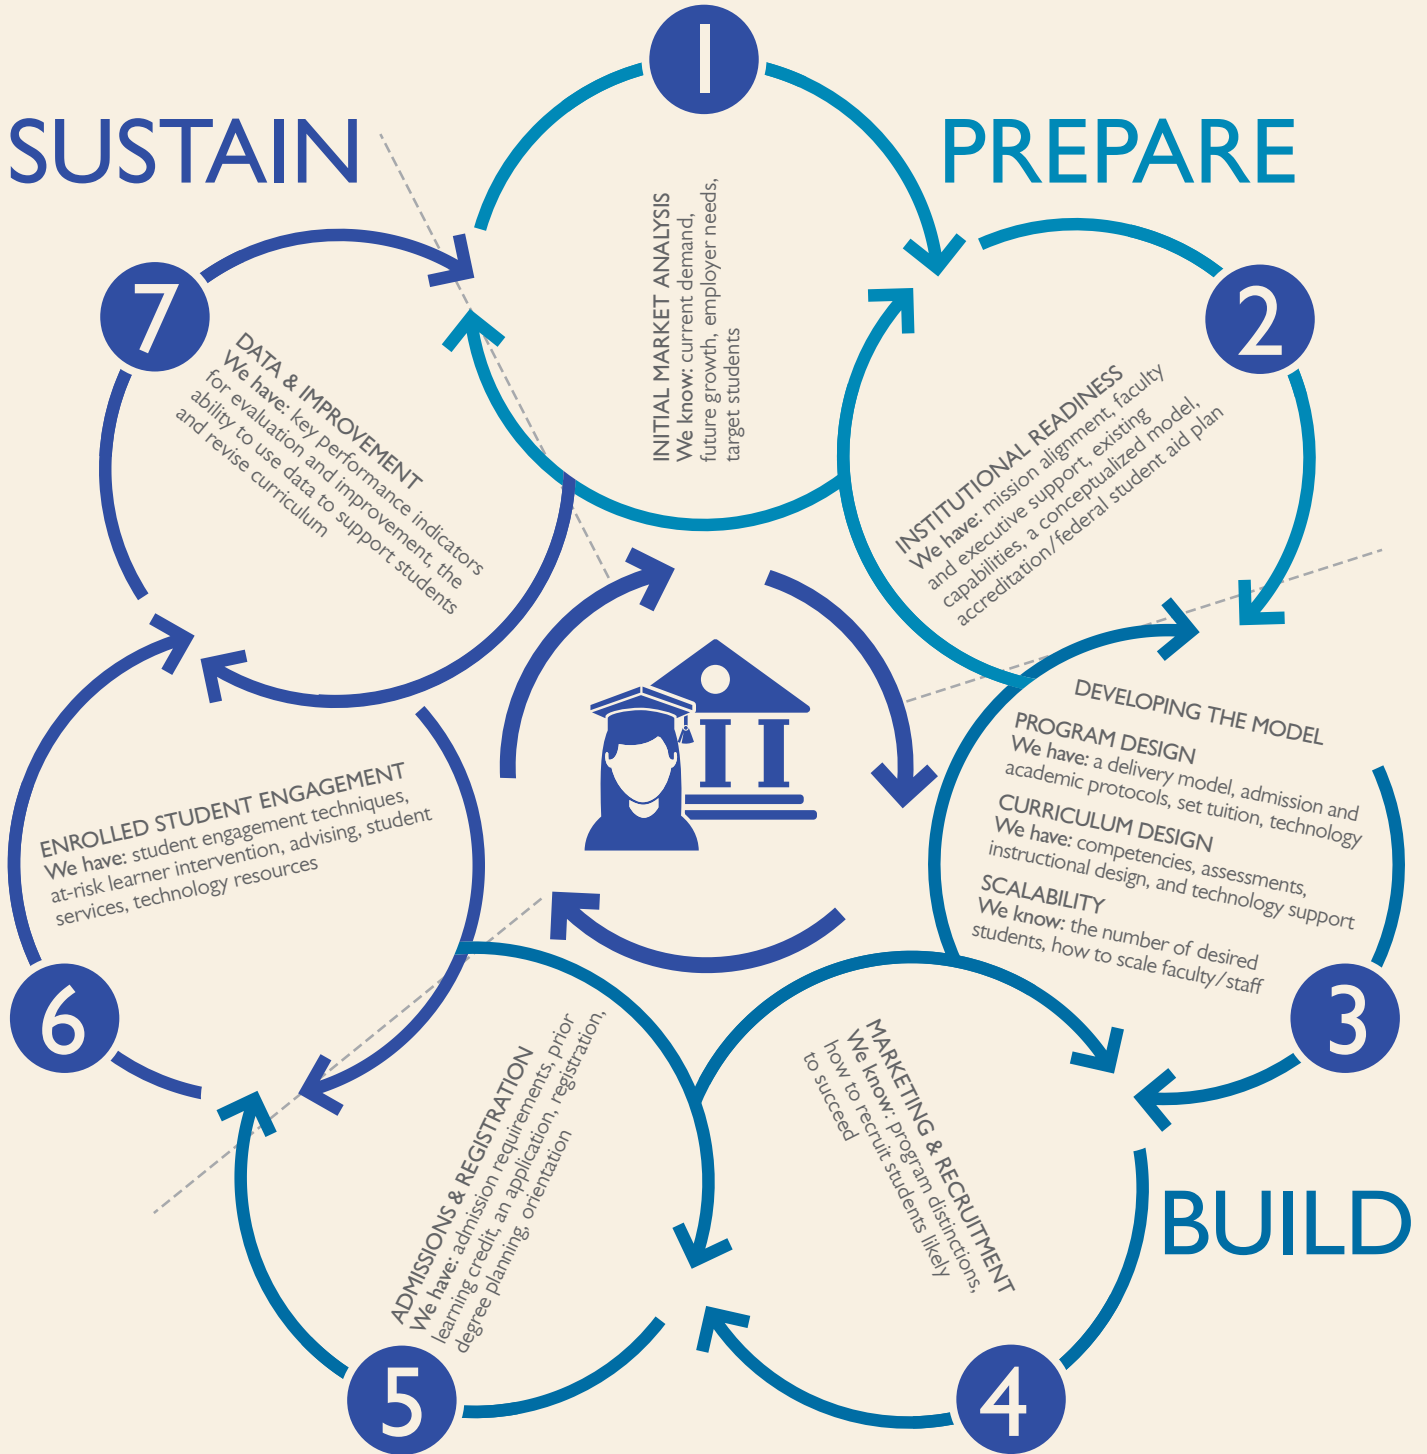 SUSTAIN
PREPARE
BUILD
1
INITIAL MARKET ANALYSIS
We know: current demand,
future growth, employer needs,
target students
2
INSTITUTIONAL READINESS
We have: mission alignment, faculty
and executive support, existing
capabilities, a conceptualized model,
accreditation/federal student aid plan
DEVELOPING THE MODEL
PROGRAM DESIGN
We have: a delivery model, admission and
academic protocols, set tuition, technology
CURRICULUM DESIGN
We have: competencies, assessments,
instructional design, and technology support
SCALABILITY
We know: the number of desired
students, how to scale faculty/staff
3
MARKETING & RECRUITMENT
We know: program distinctions,
how to recruit students likely
to succeed
4
ADMISSIONS & REGISTRATION
We have: admission requirements, prior
learning credit, an application, registration,
degree planning, orientation
5
ENROLLED STUDENT ENGAGEMENT
We have: student engagement techniques,
at-risk learner intervention, advising, student
services, technology resources
6
7
DATA & IMPROVEMENT
We have: key performance indicators
for evaluation and improvement, the
ability to use data to support students
and revise curriculum